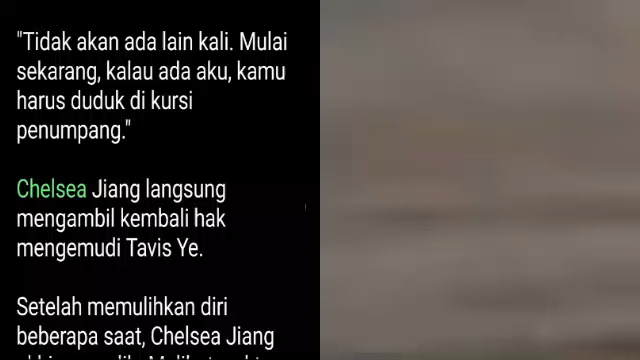 "Tidak akan ada lain kali. Mulai
sekarang, kalau ada aku, kamu
harus duduk di kursi
penumpang."
Chelsea Jiang langsung
mengambil kembali hak
mengemudi Tavis Ye.
Setelah memulihkan diri
beberapa saat, Chelsea Jiang